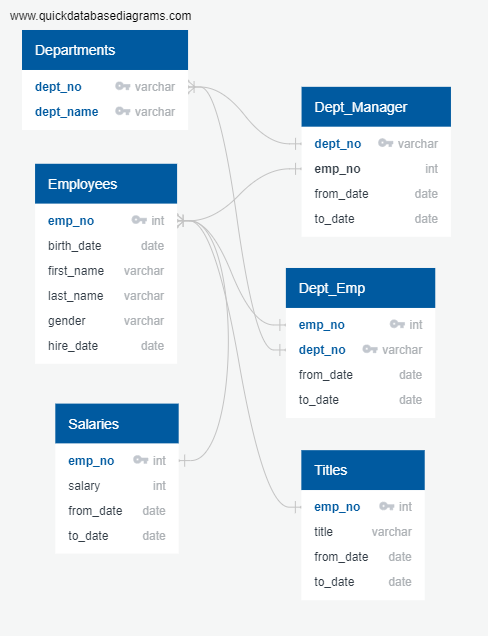 www.quickdatabasediagrams.com
Departments
dept_no varchar
dept_name varchar
Employees
emp_no int
birth_date date
first_name varchar
last_name varchar
gender varchar
hire_date date
Salaries
emp_no int
salary int
from_date date
to_date date
Dept_Manager
dept_no varchar
emp_no int
from_date date
to_date date
Dept_Emp
emp_no int
dept_no varchar
from_date date
to_date date
Titles
emp_no int
title varchar
from_date date
to_date date